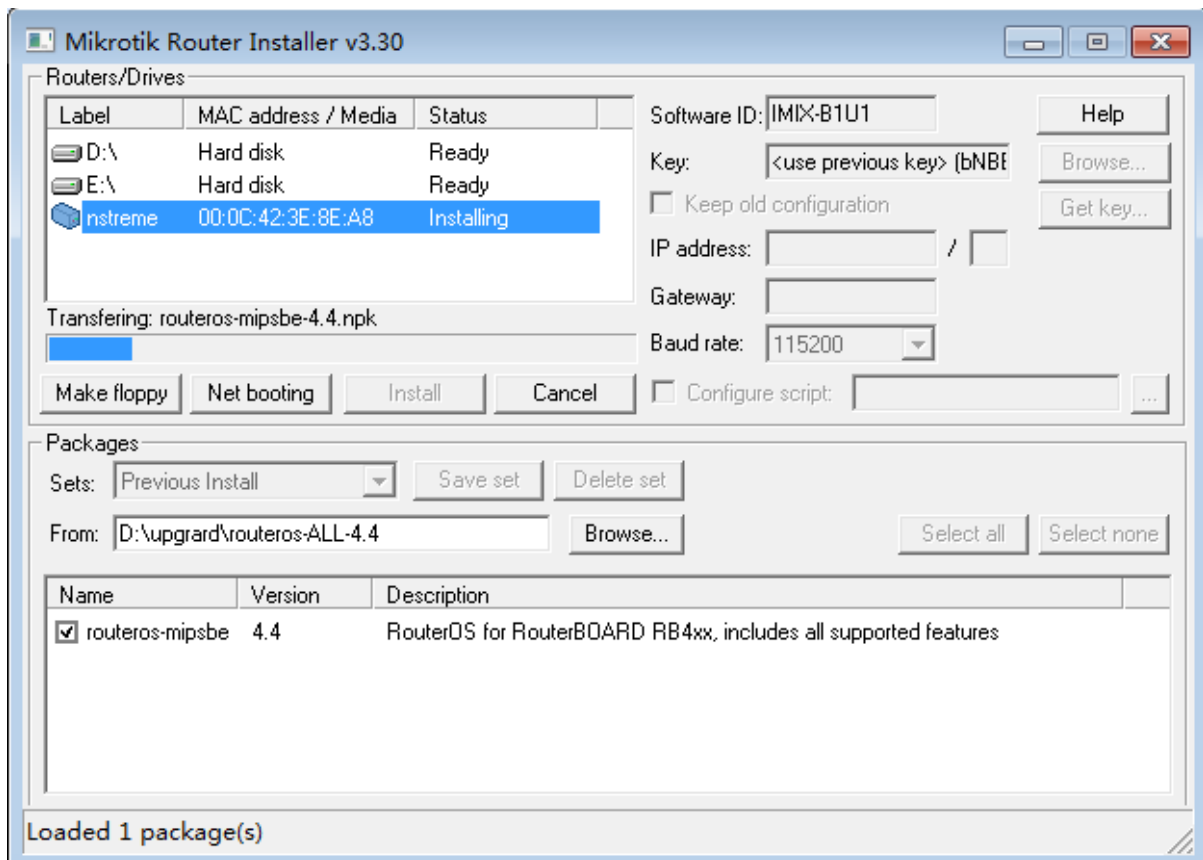 Mikrotik Router Installer v3.30
Routers/Drives
Label MAC address / Media Status
D:\ Hard disk Ready
E:\ Hard disk Ready
nstreme 00:0C:42:3E:8E:A8 Installing
Transfering: routeros-mipsbe-4.4.npk
Make floppy Net booting Install Cancel
Software ID: IMIX-B1U1 Help
Key: <use previous key> (bNBE Browse...
Keep old configuration Get key...
IP address: /
Gateway:
Baud rate: 115200
Configure script: ...
Packages
Sets: Previous Install Save set Delete set
From: D:\upgrard\routeros-ALL-4.4 Browse... Select all Select none
Name Version Description
routeros-mipsbe 4.4 RouterOS for RouterBOARD RB4xx, includes all supported features
Loaded 1 package(s)